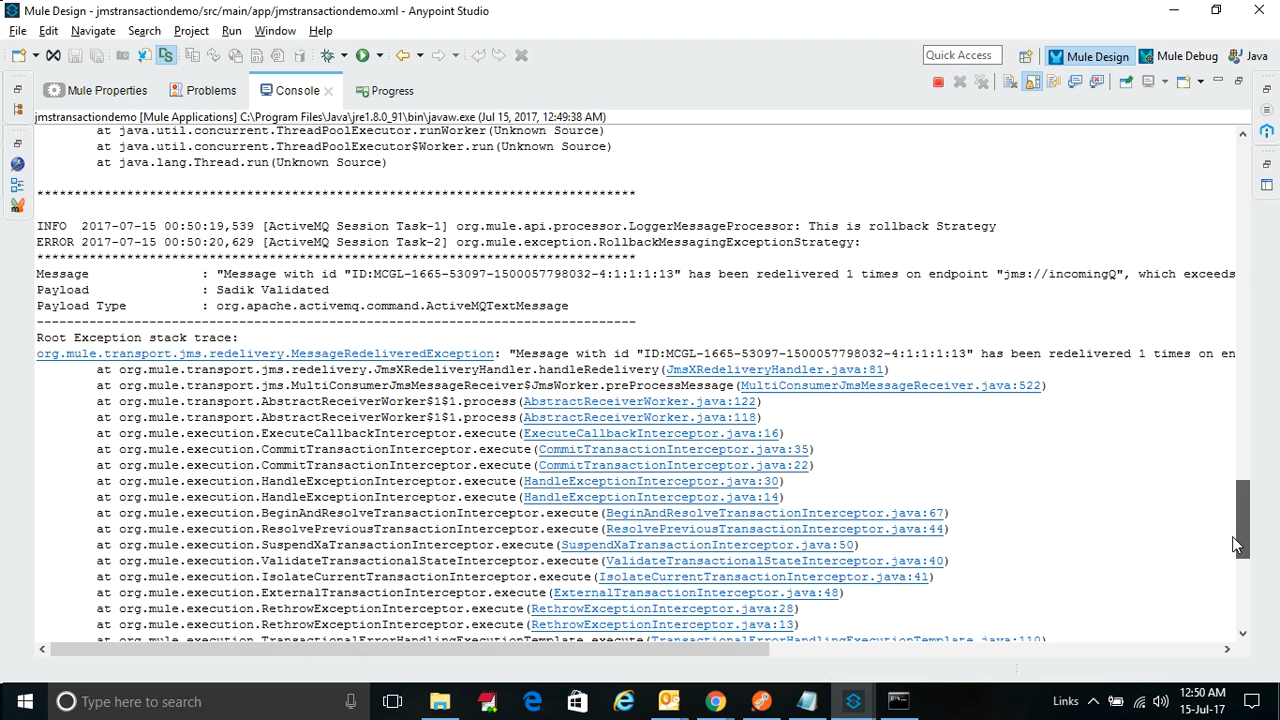 Mule Design - jmstransactiondemo/src/main/app/jmstransactiondemo.xml - Anypoint Studio
File Edit Navigate Search Project Run Window Help
Quick Access Mule Design Mule Debug Java
Mule Properties Problems Console Progress
jmstransactiondemo [Mule Applications] C:\Program Files\Java\jre1.8.0_91\bin\javaw.exe (Jul 15, 2017, 12:49:38 AM)
at java.util.concurrent.ThreadPoolExecutor.runWorker(Unknown Source)
at java.util.concurrent.ThreadPoolExecutor$Worker.run(Unknown Source)
at java.lang.Thread.run(Unknown Source)
********************************************************************************
INFO 2017-07-15 00:50:19,539 [ActiveMQ Session Task-1] org.mule.api.processor.LoggerMessageProcessor: This is rollback Strategy
ERROR 2017-07-15 00:50:20,629 [ActiveMQ Session Task-2] org.mule.exception.RollbackMessagingExceptionStrategy:
********************************************************************************
Message : "Message with id "ID:MCGL-1665-53097-1500057798032-4:1:1:1:13" has been redelivered 1 times on endpoint "jms://incomingQ", which exceeds
Payload : Sadik Validated
Payload Type : org.apache.activemq.command.ActiveMQTextMessage
--------------------------------------------------------------------------------
Root Exception stack trace:
org.mule.transport.jms.redelivery.MessageRedeliveredException: "Message with id "ID:MCGL-1665-53097-1500057798032-4:1:1:1:13" has been redelivered 1 times on en
at org.mule.transport.jms.redelivery.JmsXRedeliveryHandler.handleRedelivery(JmsXRedeliveryHandler.java:81)
at org.mule.transport.jms.MultiConsumerJmsMessageReceiver$JmsWorker.preProcessMessage(MultiConsumerJmsMessageReceiver.java:522)
at org.mule.transport.AbstractReceiverWorker$1$1.process(AbstractReceiverWorker.java:122)
at org.mule.transport.AbstractReceiverWorker$1$1.process(AbstractReceiverWorker.java:118)
at org.mule.execution.ExecuteCallbackInterceptor.execute(ExecuteCallbackInterceptor.java:16)
at org.mule.execution.CommitTransactionInterceptor.execute(CommitTransactionInterceptor.java:35)
at org.mule.execution.CommitTransactionInterceptor.execute(CommitTransactionInterceptor.java:22)
at org.mule.execution.HandleExceptionInterceptor.execute(HandleExceptionInterceptor.java:30)
at org.mule.execution.HandleExceptionInterceptor.execute(HandleExceptionInterceptor.java:14)
at org.mule.execution.BeginAndResolveTransactionInterceptor.execute(BeginAndResolveTransactionInterceptor.java:67)
at org.mule.execution.ResolvePreviousTransactionInterceptor.execute(ResolvePreviousTransactionInterceptor.java:44)
at org.mule.execution.SuspendXaTransactionInterceptor.execute(SuspendXaTransactionInterceptor.java:50)
at org.mule.execution.ValidateTransactionalStateInterceptor.execute(ValidateTransactionalStateInterceptor.java:40)
at org.mule.execution.IsolateCurrentTransactionInterceptor.execute(IsolateCurrentTransactionInterceptor.java:41)
at org.mule.execution.ExternalTransactionInterceptor.execute(ExternalTransactionInterceptor.java:48)
at org.mule.execution.RethrowExceptionInterceptor.execute(RethrowExceptionInterceptor.java:28)
at org.mule.execution.RethrowExceptionInterceptor.execute(RethrowExceptionInterceptor.java:13)
at org.mule.execution.TransactionalErrorHandlingExecutionTemplate.execute(TransactionalErrorHandlingExecutionTemplate.java:110)
Type here to search
Links
12:50 AM
15-Jul-17